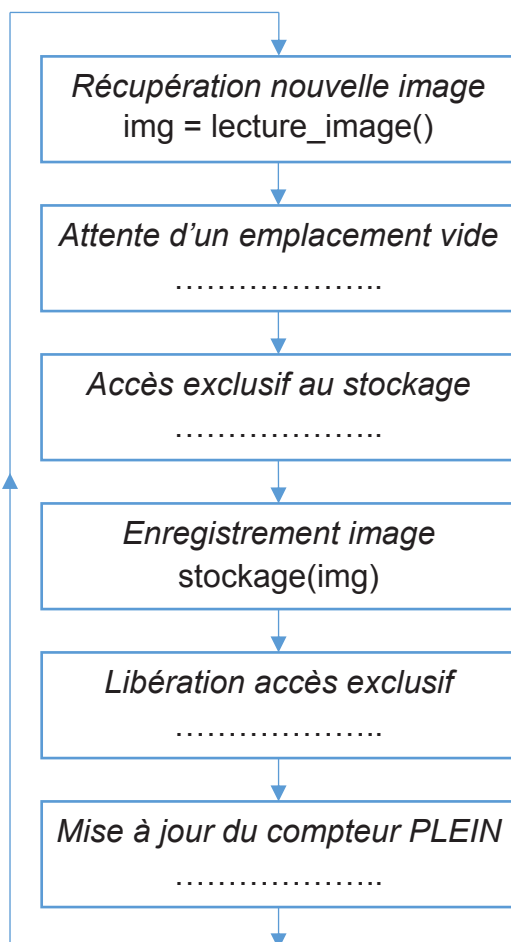 Récupération nouvelle image
img = lecture_image()
Attente d'un emplacement vide
………………..
Accès exclusif au stockage
………………..
Enregistrement image
stockage(img)
Libération accès exclusif
………………..
Mise à jour du compteur PLEIN
………………..